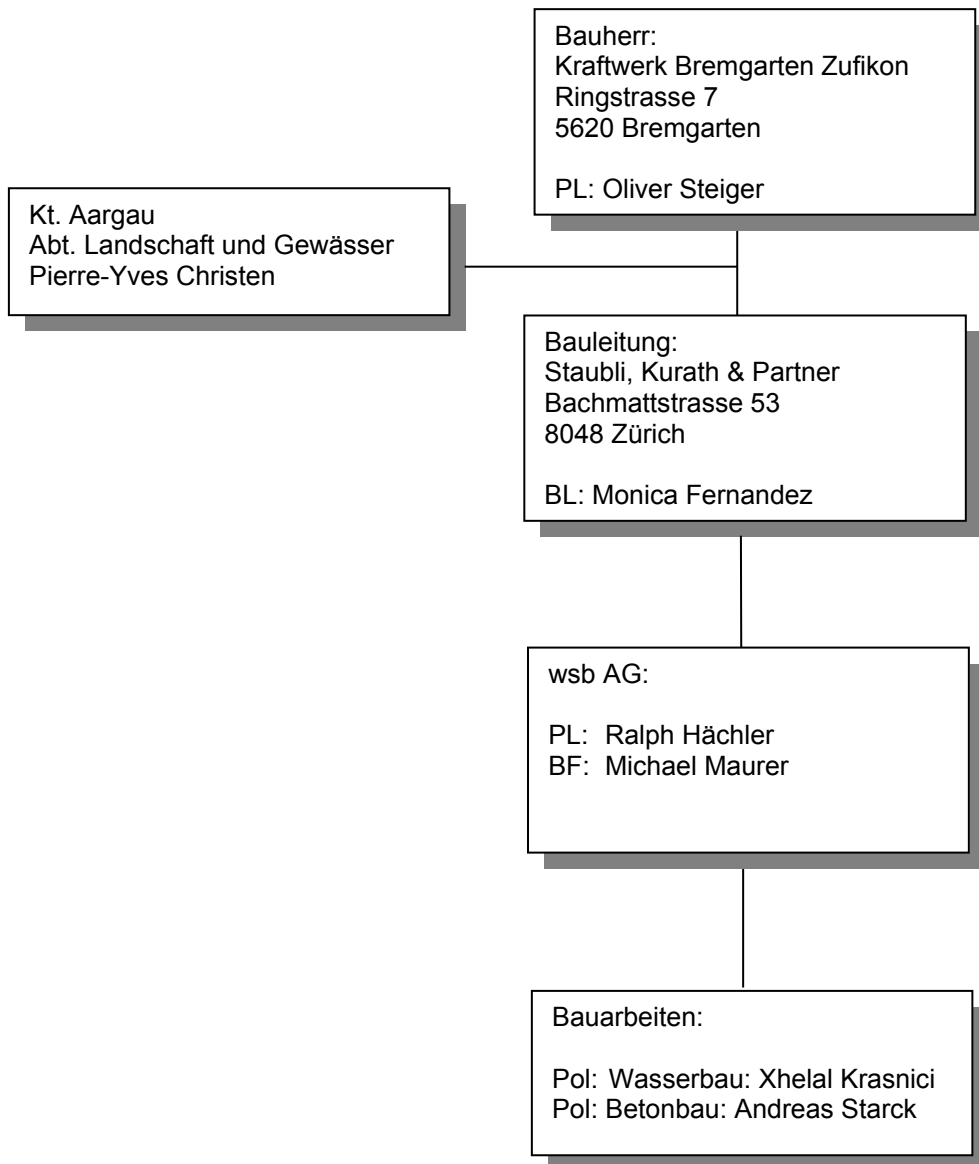 Bauherr:
Kraftwerk Bremgarten Zufikon
Ringstrasse 7
5620 Bremgarten
PL: Oliver Steiger
Kt. Aargau
Abt. Landschaft und Gewässer
Pierre-Yves Christen
Bauleitung:
Staubli, Kurath & Partner
Bachmattstrasse 53
8048 Zürich
BL: Monica Fernandez
wsb AG:
PL: Ralph Hächler
BF: Michael Maurer
Bauarbeiten:
Pol: Wasserbau: Xhelal Krasnici
Pol: Betonbau: Andreas Starck